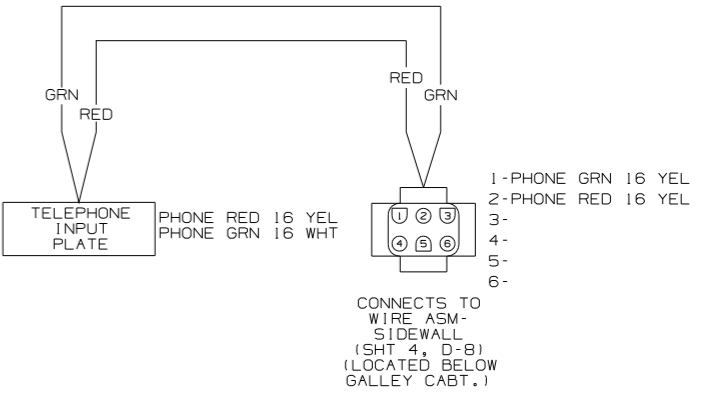 GRN
RED
RED
GRN
TELEPHONE
INPUT
PLATE
PHONE RED 16 YEL
PHONE GRN 16 WHT
1 2 3
4 5 6
1-PHONE GRN 16 YEL
2-PHONE RED 16 YEL
3-
4-
5-
6-
CONNECTS TO
WIRE ASM-
SIDEWALL
(SHT 4, D-8)
(LOCATED BELOW
GALLEY CABT.)